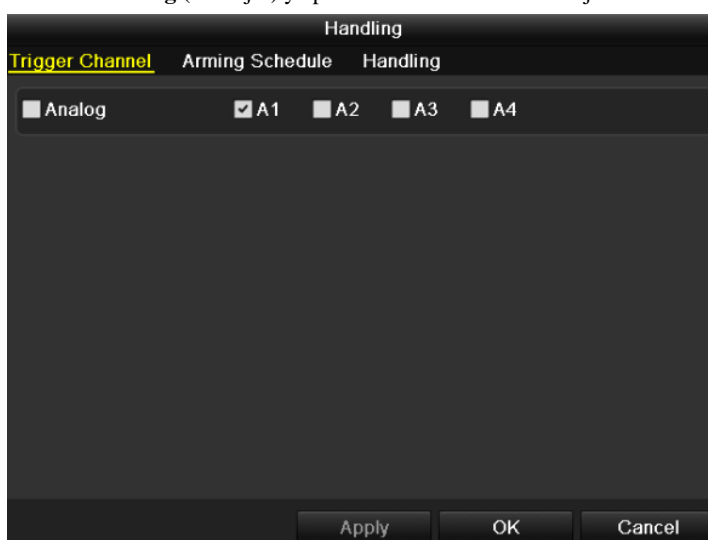 Handling
Trigger Channel Arming Schedule Handling
Analog A1 A2 A3 A4
Apply OK Cancel